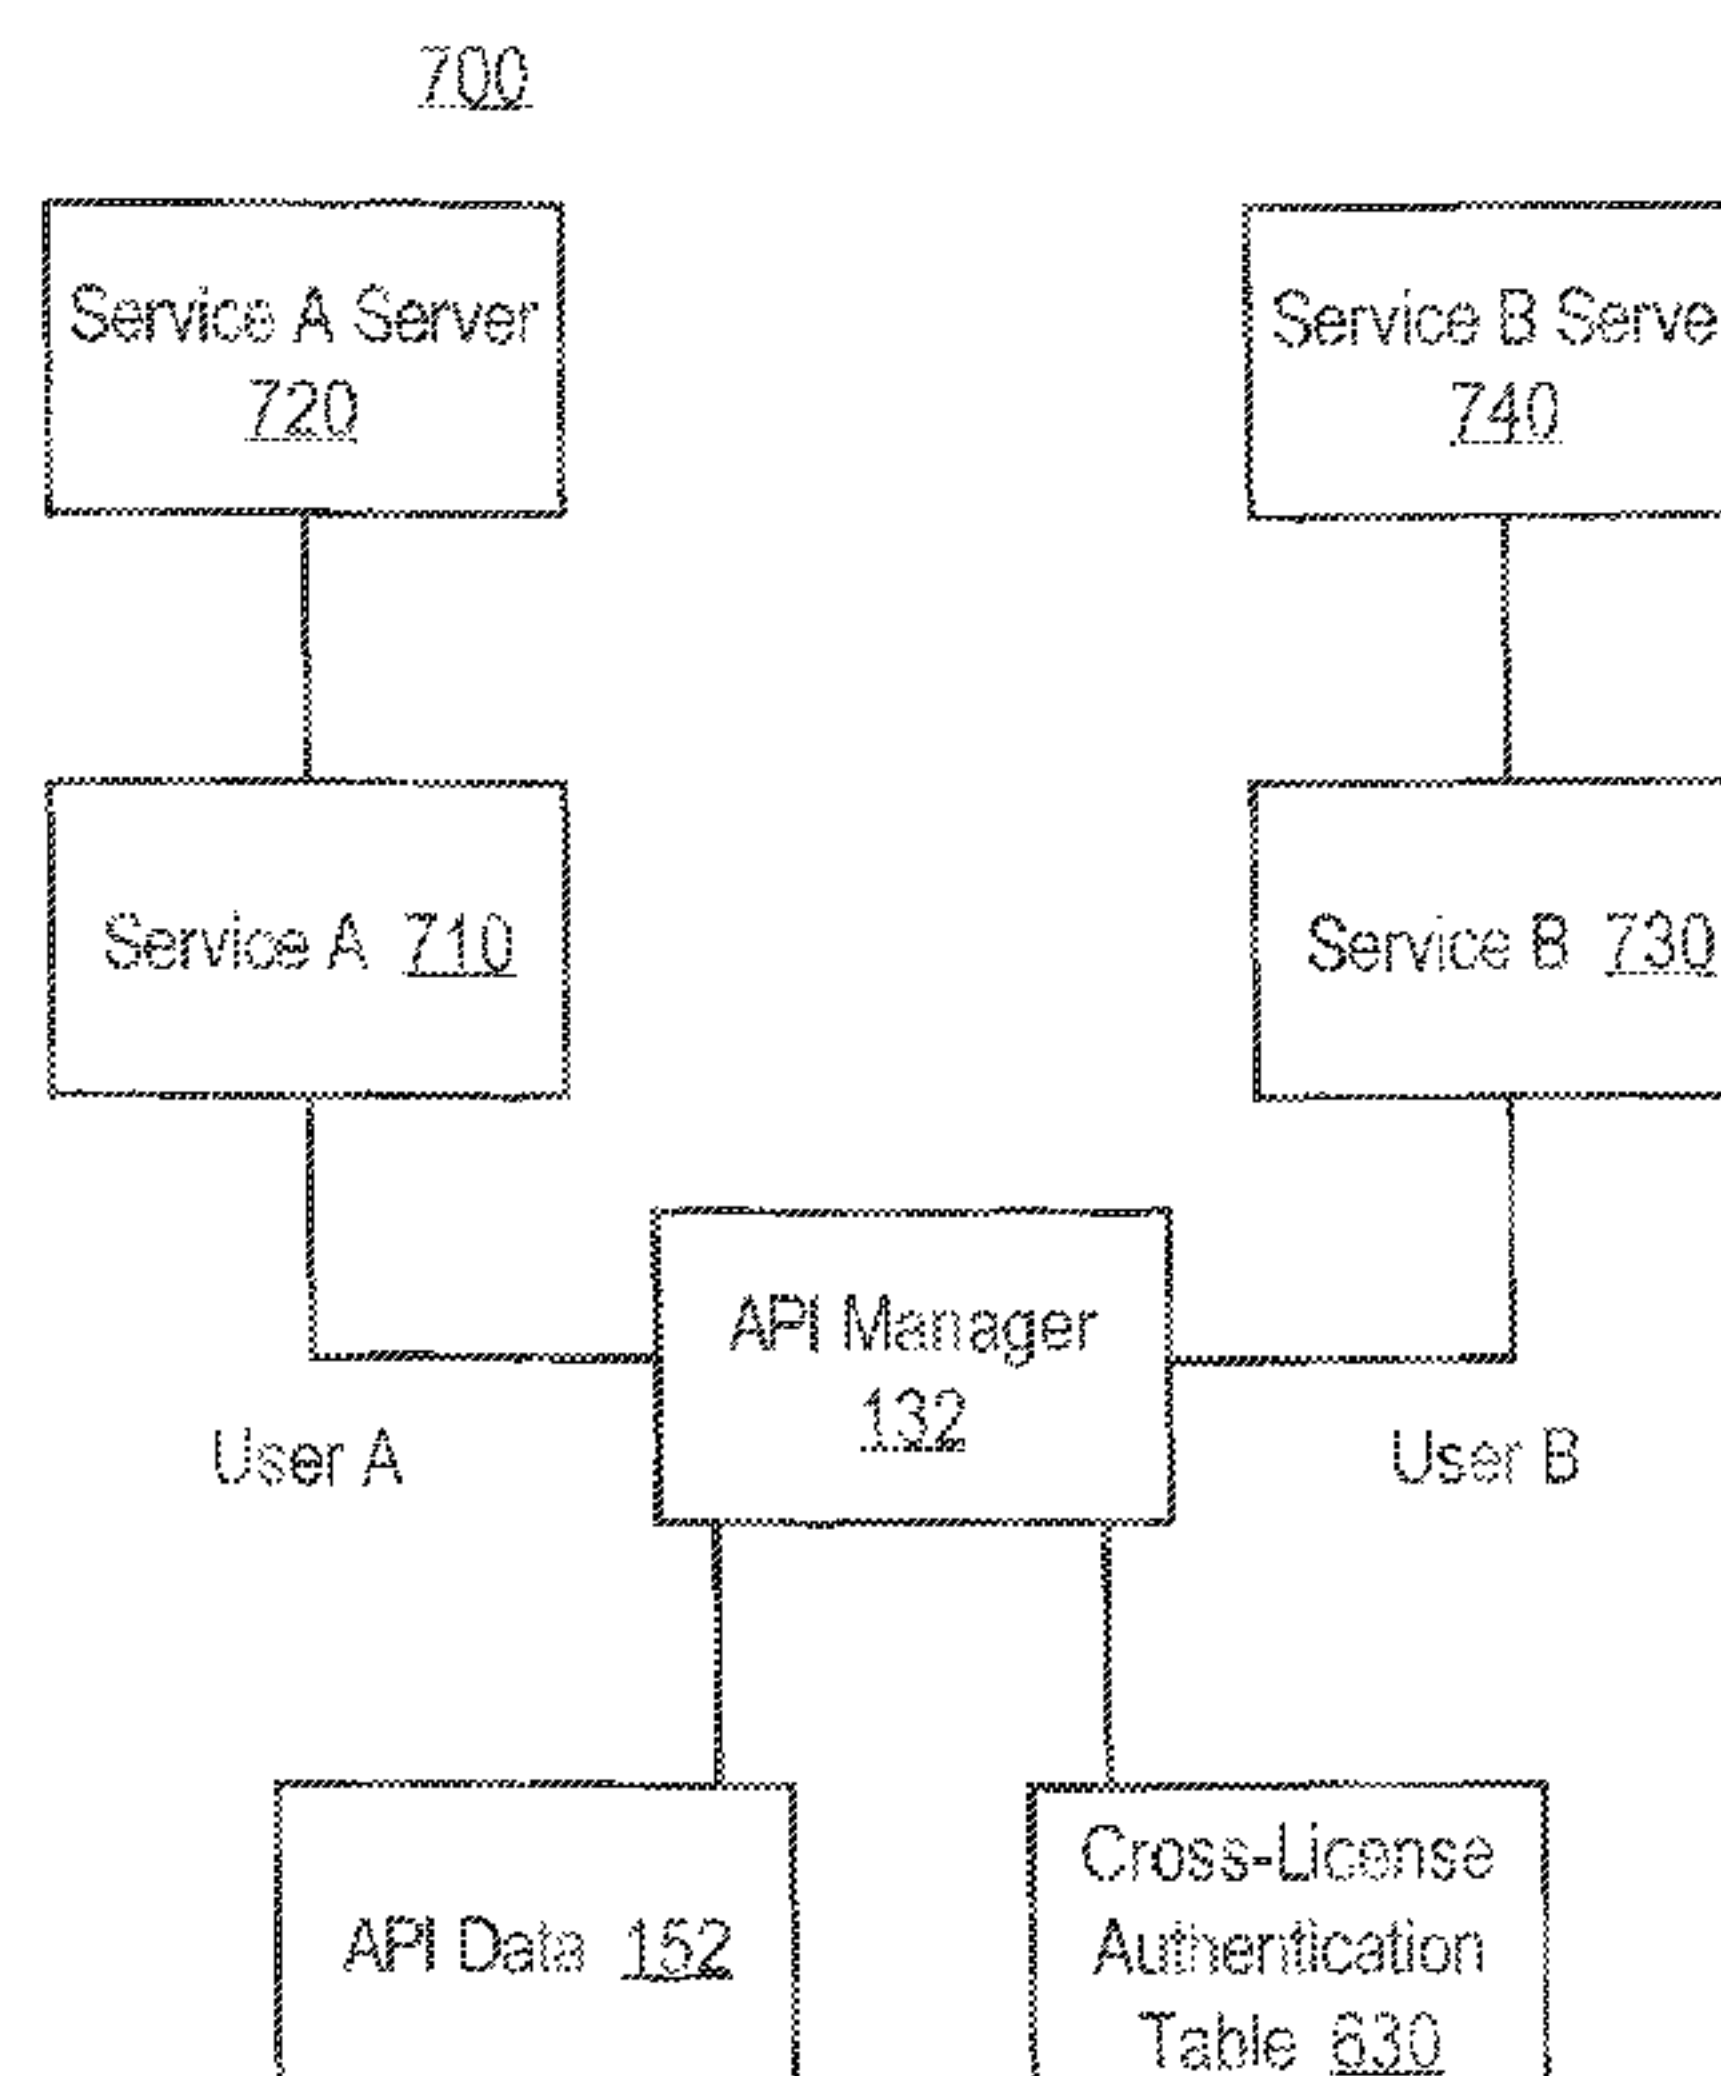 700
Service A Server
720
Service B Serve
740
Service A 710
Service B 730
API Manager
132
User A
User B
API Data 152
Cross-License
Authentication
Table 630